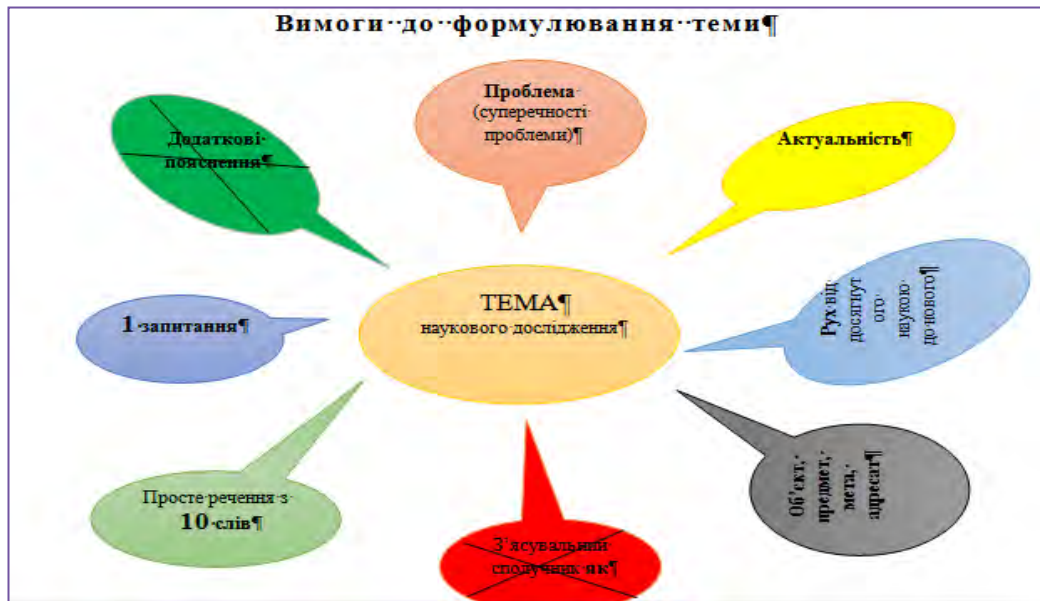 Вимоги··до··формулювання··теми¶
Додаткові·
пояснення¶
Проблема·
(суперечності·
проблеми)¶
Актуальність¶
1·запитання¶
ТЕМА¶
наукового·дослідження¶
Рух·від·
досягнут
ого··
наукою·
до·нового¶
Просте·речення·з·
10·слів¶
З’ясувальний·
сполучник·як¶
Об’єкт,·
предмет,·
мета,·
адресат¶